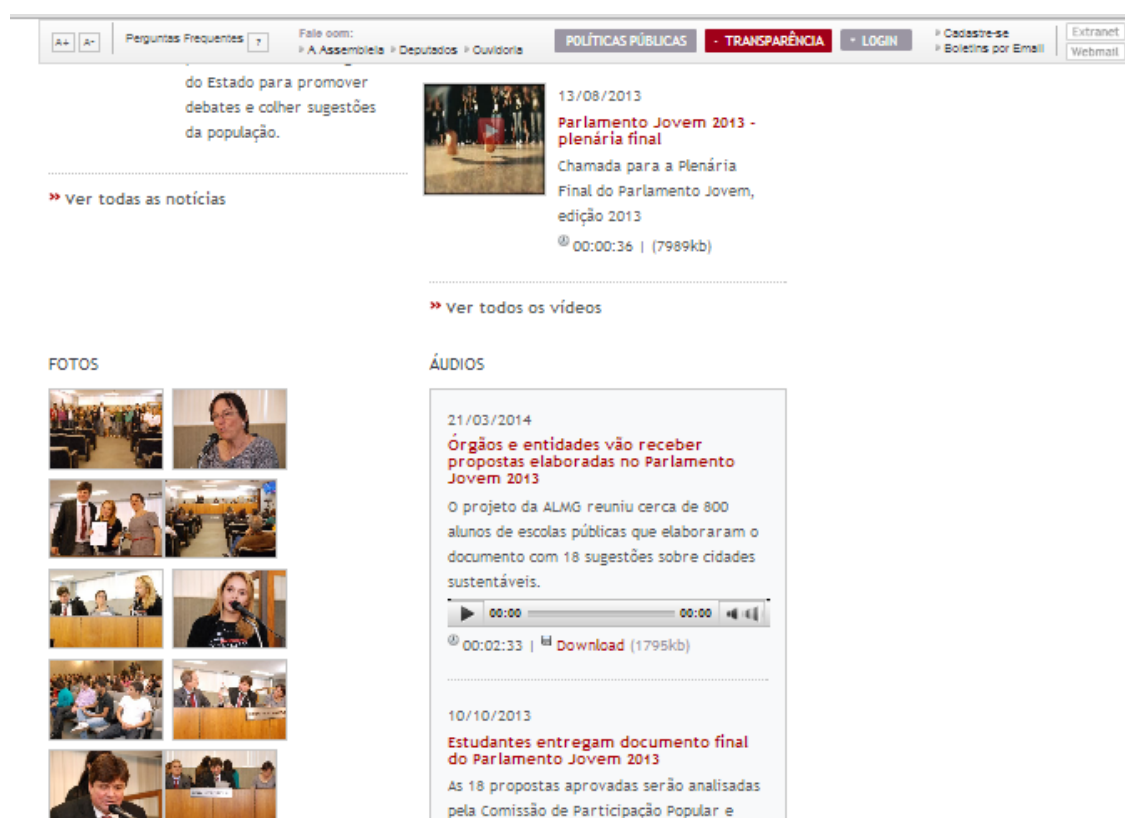 A+ A- Perguntas Frequentes ?
Fale com:
A Assembleia Deputados Ouvidoria
POLÍTICAS PÚBLICAS - TRANSPARÊNCIA + LOGIN
Cadastre-se
Boletins por Email
Extranet
Webmail
do Estado para promover
debates e colher sugestões
da população.
» Ver todas as notícias
13/08/2013
Parlamento Jovem 2013 -
plenária final
Chamada para a Plenária
Final do Parlamento Jovem,
edição 2013
00:00:36 | (7989kb)
» Ver todos os vídeos
FOTOS
ÁUDIOS
21/03/2014
Órgãos e entidades vão receber
propostas elaboradas no Parlamento
Jovem 2013
O projeto da ALMG reuniu cerca de 800
alunos de escolas públicas que elaboraram o
documento com 18 sugestões sobre cidades
sustentáveis.
00:00 00:00
00:02:33 | Download (1795kb)
10/10/2013
Estudantes entregam documento final
do Parlamento Jovem 2013
As 18 propostas aprovadas serão analisadas
pela Comissão de Participação Popular e